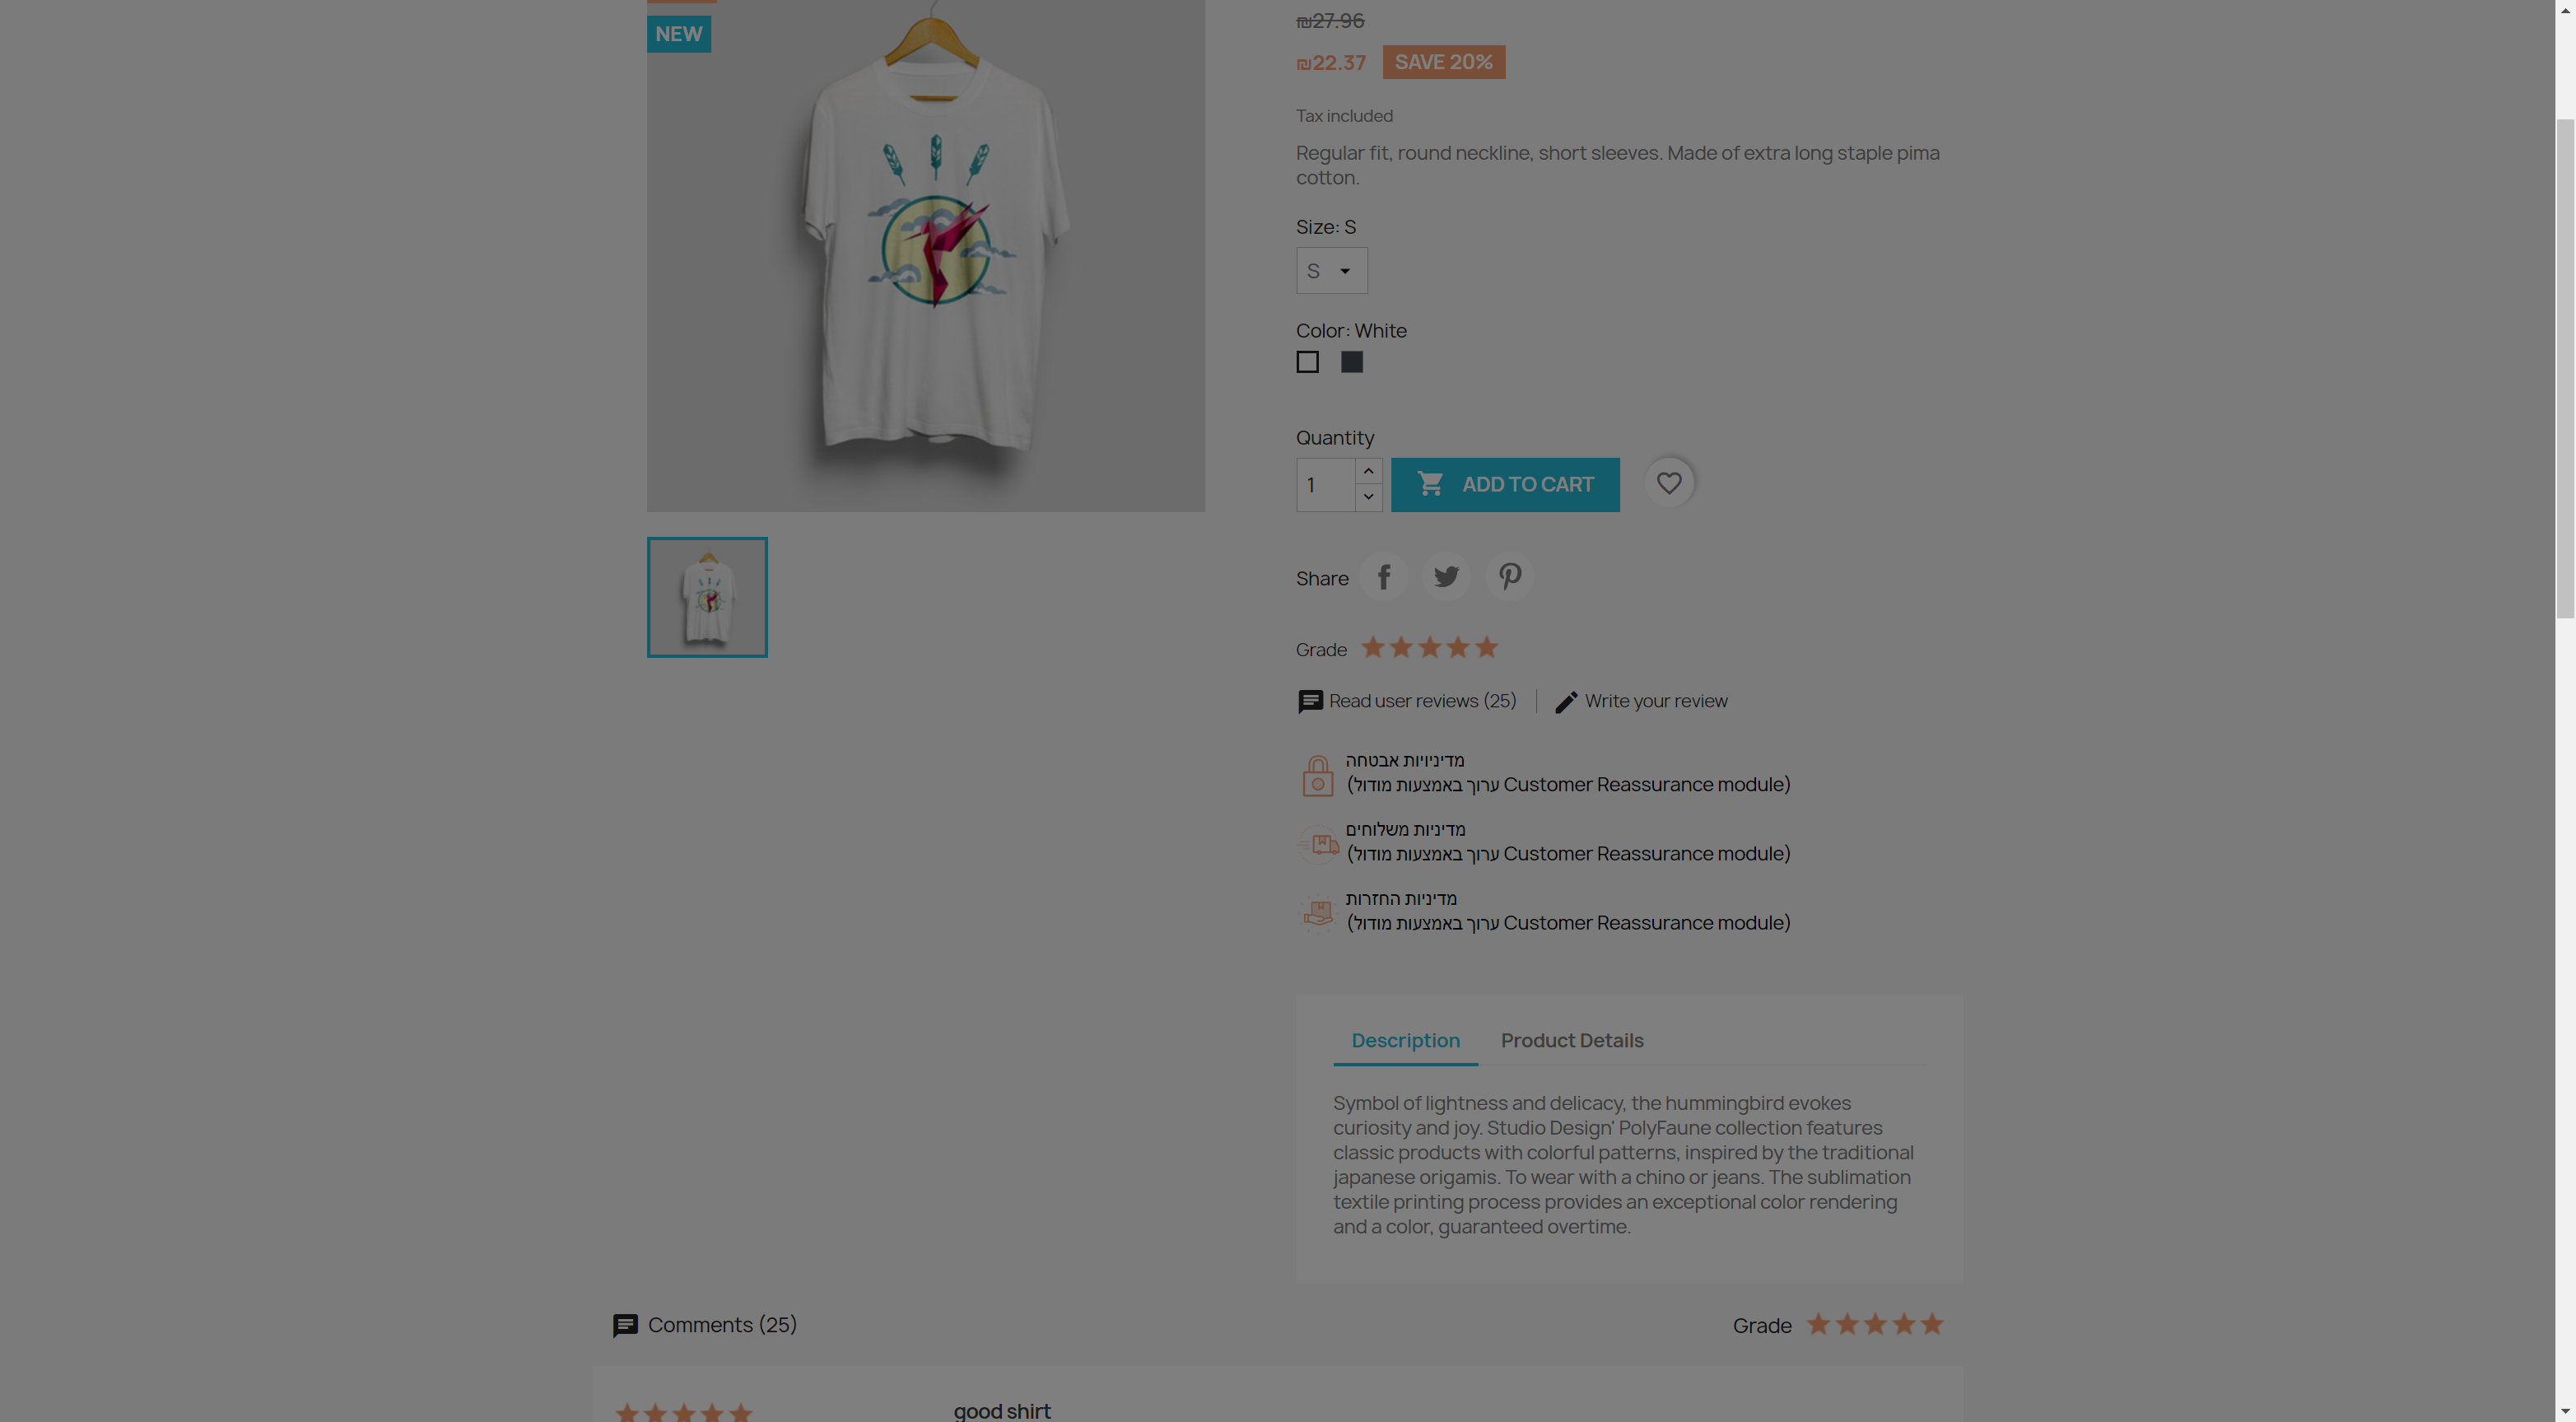 NEW
₪27.96
₪22.37 SAVE 20%
Tax included
Regular fit, round neckline, short sleeves. Made of extra long staple pima
cotton.
Size: S
S
Color: White
Quantity
1 ADD TO CART
Share
Grade
Read user reviews (25) Write your review
מדיניויות אבטחה
(ערוך באמצעות מודול Customer Reassurance module)
מדיניות משלוחים
(ערוך באמצעות מודול Customer Reassurance module)
מדיניות החזרות
(ערוך באמצעות מודול Customer Reassurance module)
Description Product Details
Symbol of lightness and delicacy, the hummingbird evokes
curiosity and joy. Studio Design' PolyFaune collection features
classic products with colorful patterns, inspired by the traditional
japanese origamis. To wear with a chino or jeans. The sublimation
textile printing process provides an exceptional color rendering
and a color, guaranteed overtime.
Comments (25) Grade
good shirt